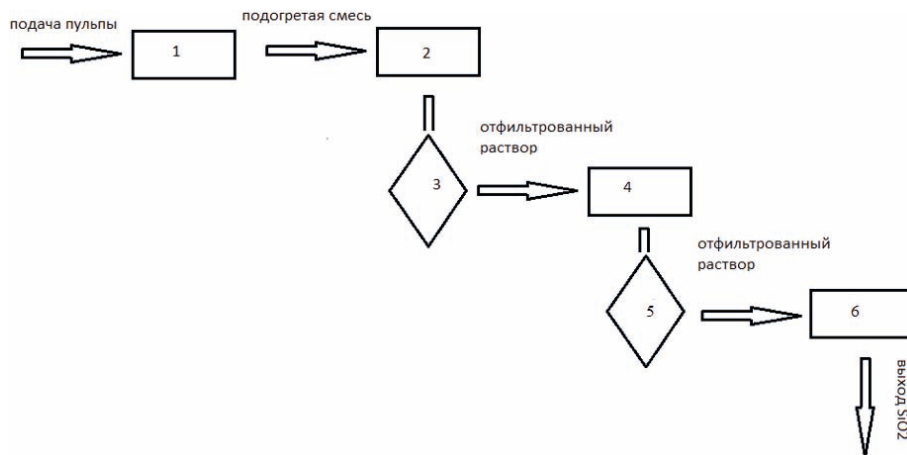 подача пульпы
подогретая смесь
1
2
отфильтрованный
раствор
3
4
отфильтрованный
раствор
5
6
выход SiO2